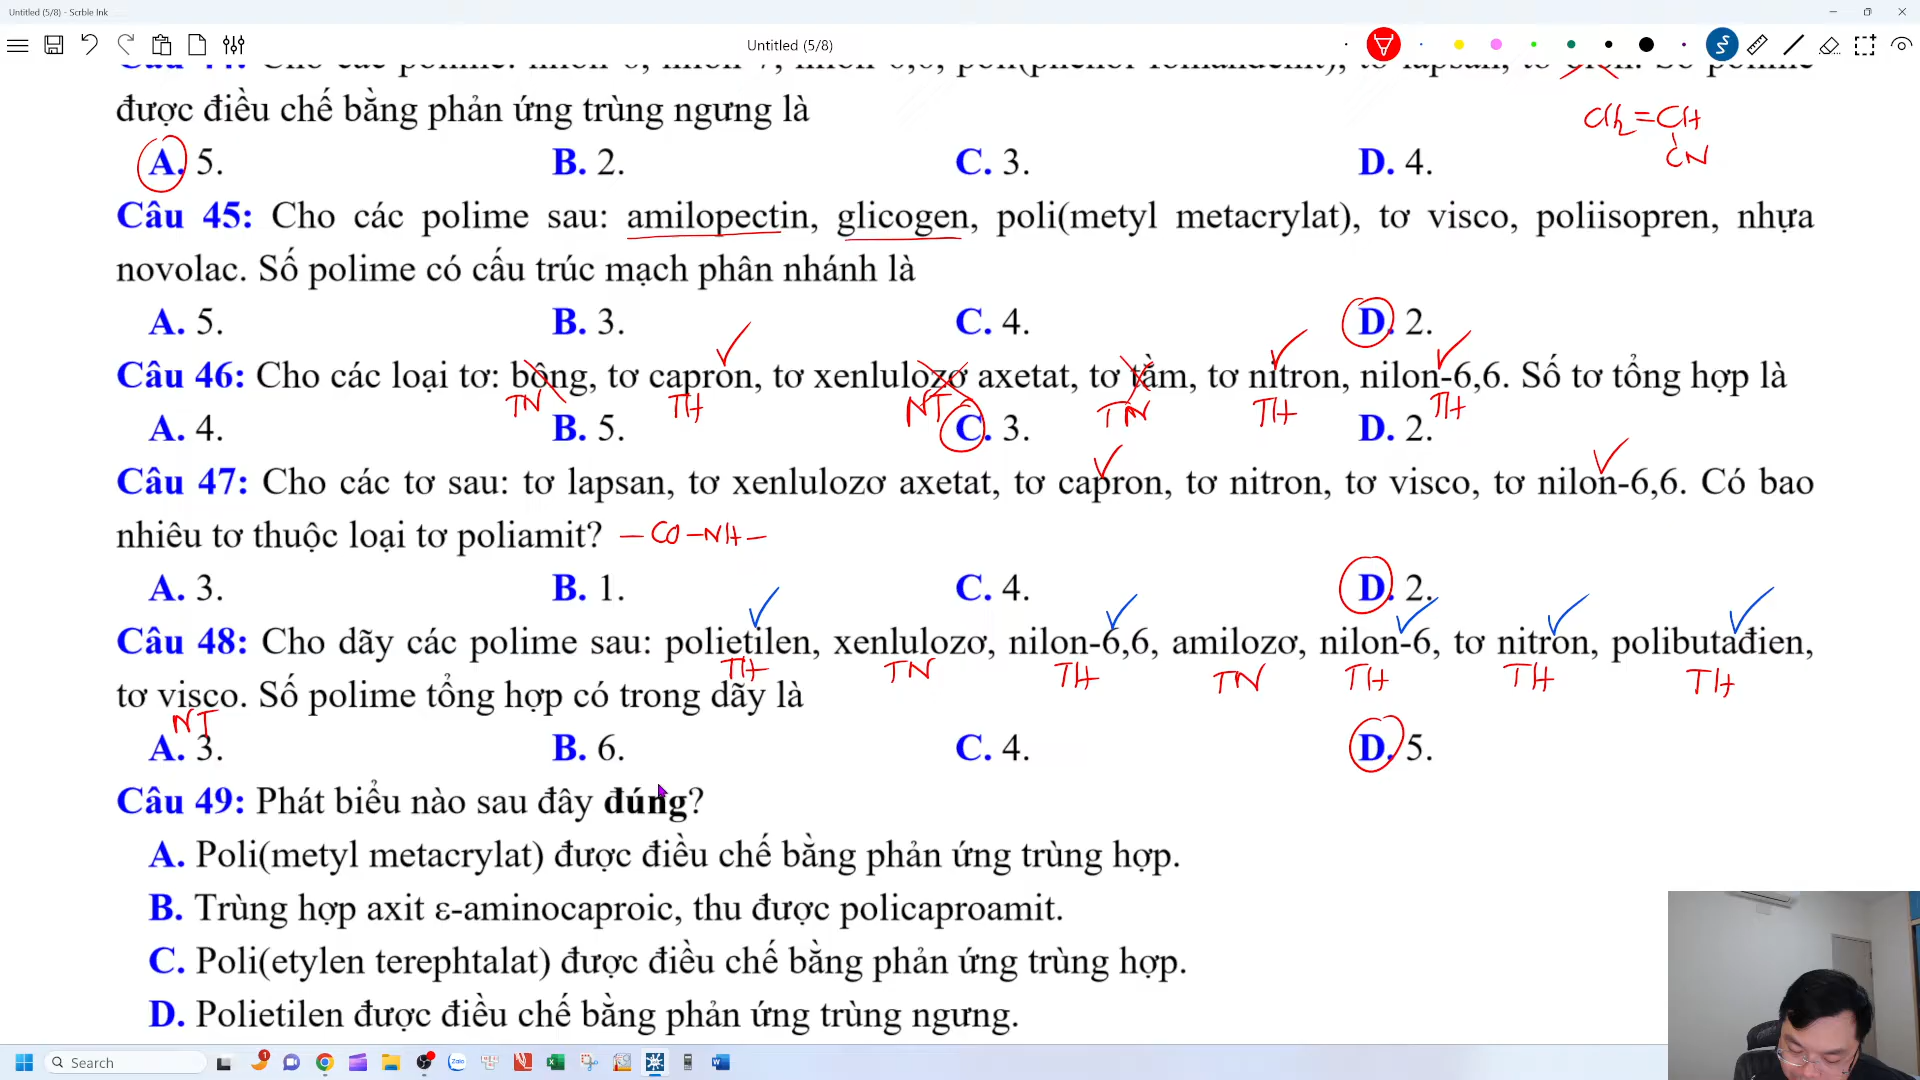 Untitled (5/8) - Scrble Ink
Untitled (5/8)
được điều chế bằng phản ứng trùng ngưng là
CH2=CH
CN
A. 5. B. 2. C. 3. D. 4.
Câu 45: Cho các polime sau: amilopectin, glicogen, poli(metyl metacrylat), tơ visco, poliisopren, nhựa
novolac. Số polime có cấu trúc mạch phân nhánh là
A. 5. B. 3. C. 4. D. 2.
Câu 46: Cho các loại tơ: bông, tơ capron, tơ xenlulozơ axetat, tơ tằm, tơ nitron, nilon-6,6. Số tơ tổng hợp là
TN TH NT TN TH TH
A. 4. B. 5. C. 3. D. 2.
Câu 47: Cho các tơ sau: tơ lapsan, tơ xenlulozơ axetat, tơ capron, tơ nitron, tơ visco, tơ nilon-6,6. Có bao
nhiêu tơ thuộc loại tơ poliamit? – CO – NH –
A. 3. B. 1. C. 4. D. 2.
Câu 48: Cho dãy các polime sau: polietilen, xenlulozơ, nilon-6,6, amilozơ, nilon-6, tơ nitron, polibutađien,
TH TN TH TN TH TH TH
tơ visco. Số polime tổng hợp có trong dãy là
NT
A. 3. B. 6. C. 4. D. 5.
Câu 49: Phát biểu nào sau đây đúng?
A. Poli(metyl metacrylat) được điều chế bằng phản ứng trùng hợp.
B. Trùng hợp axit ε-aminocaproic, thu được policaproamit.
C. Poli(etylen terephtalat) được điều chế bằng phản ứng trùng hợp.
D. Polietilen được điều chế bằng phản ứng trùng ngưng.
Search